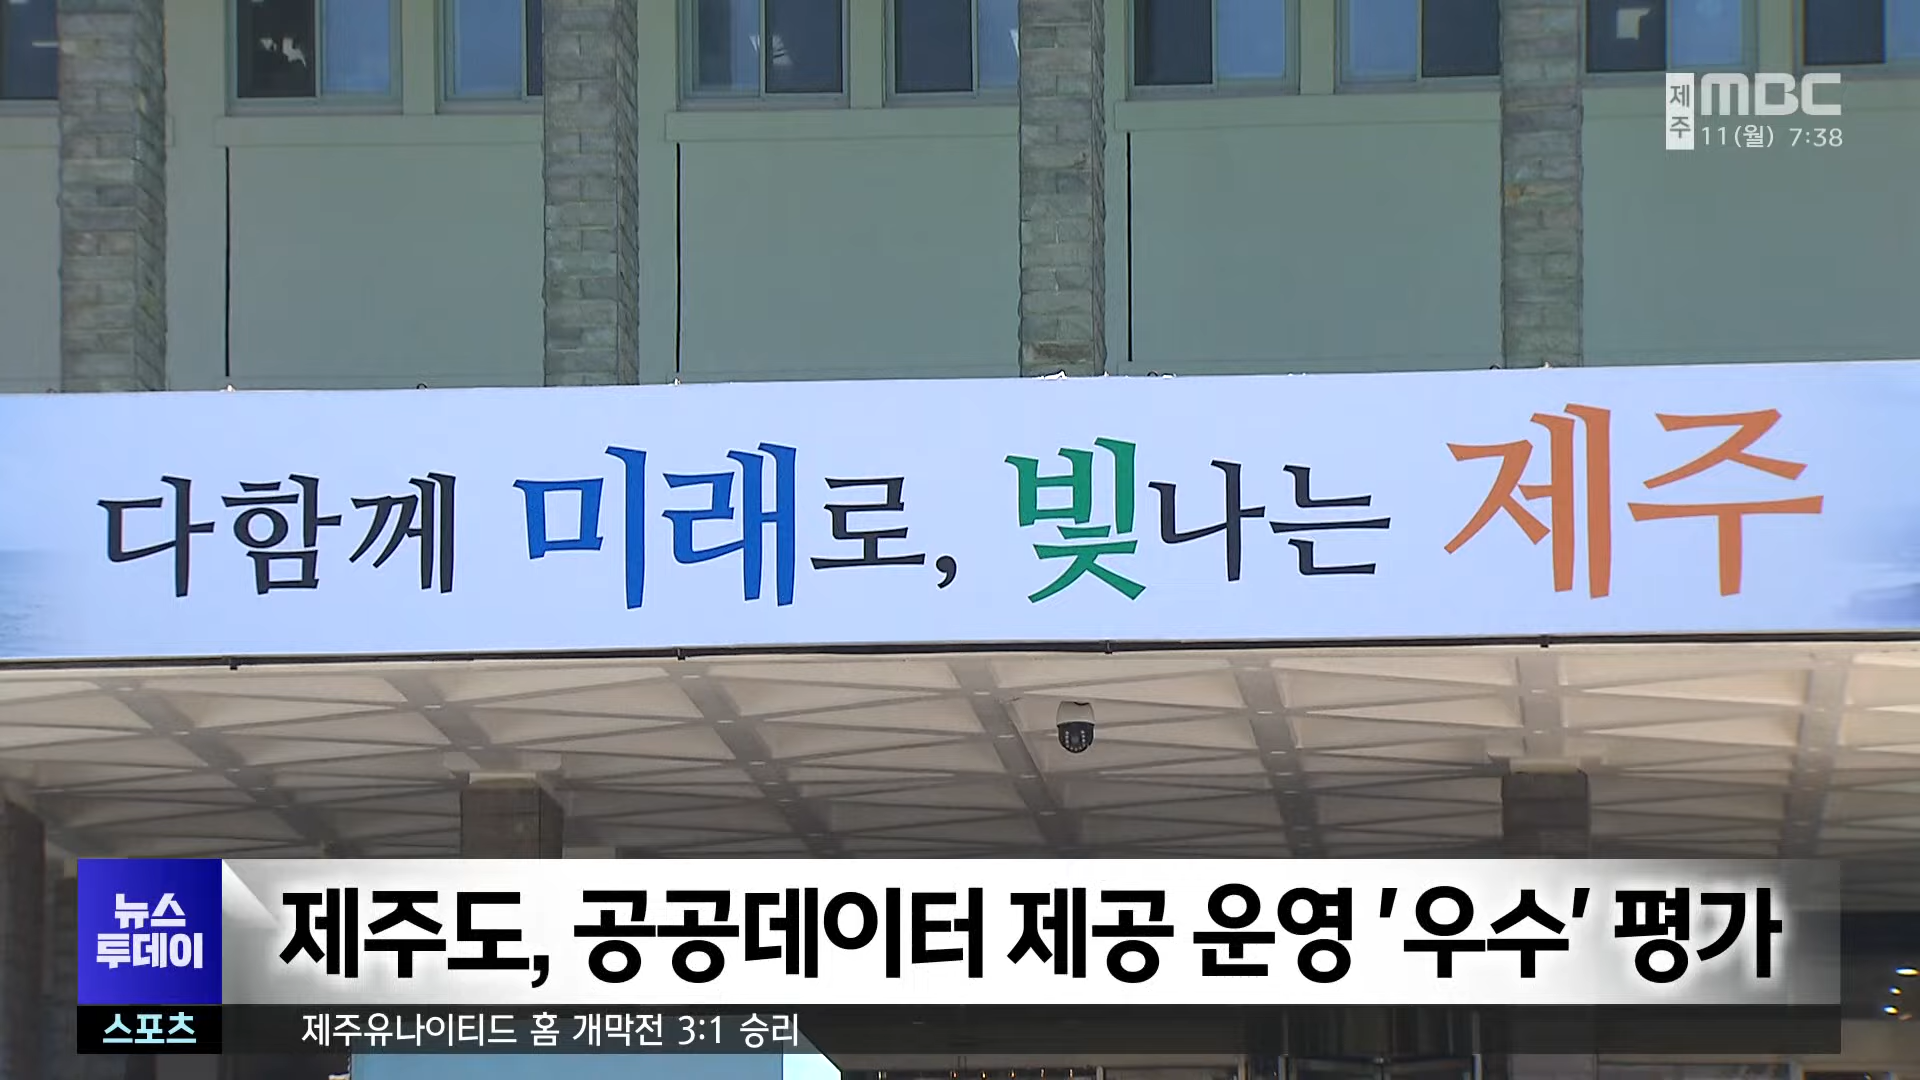 제주 MBC
11(월) 7:38
다함께 미래로, 빛나는 제주
뉴스
투데이
제주도, 공공데이터 제공 운영 '우수' 평가
스포츠 제주유나이티드 홈 개막전 3:1 승리